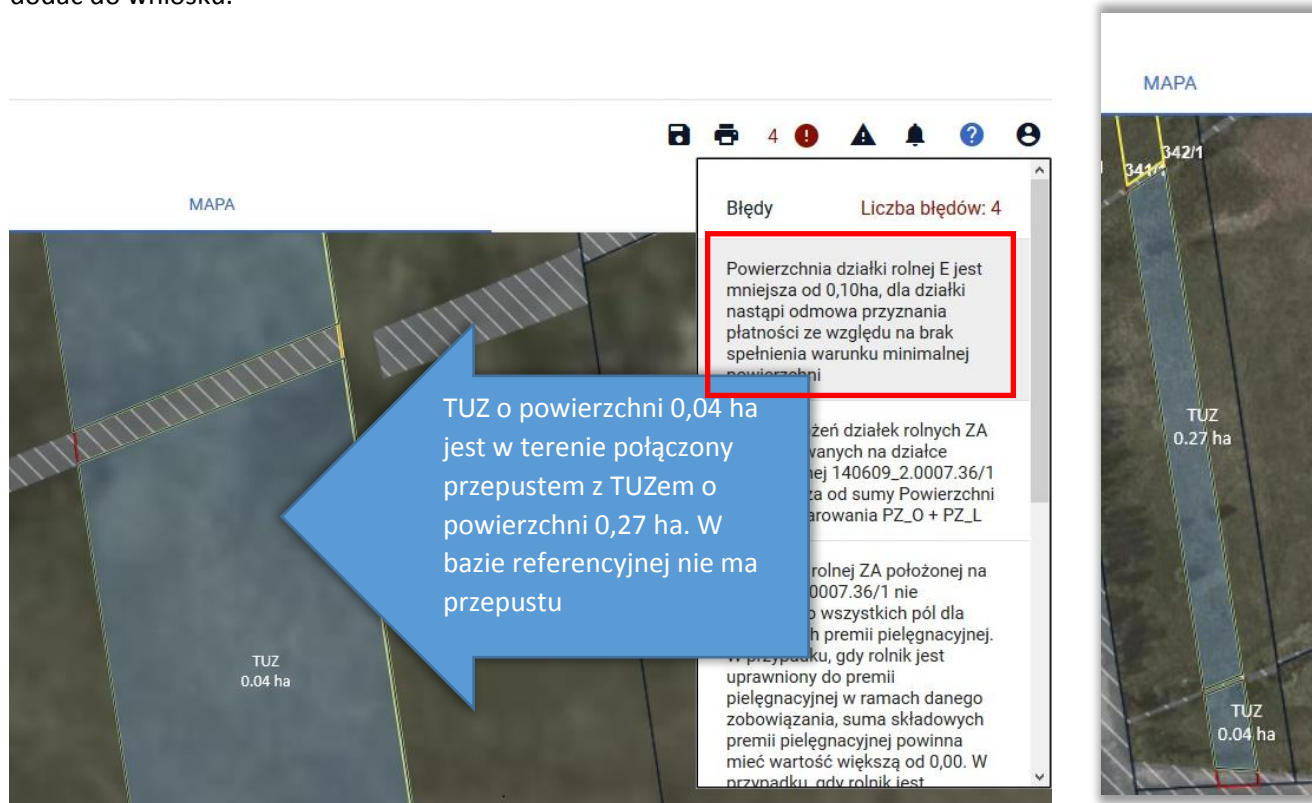 dodać do wniosku.
4
MAPA
Błędy
Liczba błędów: 4
Powierzchnia działki rolnej E jest
mniejsza od 0,10ha, dla działki
nastąpi odmowa przyznania
płatności ze względu na brak
spełnienia warunku minimalnej
powierzchni
żeń działek rolnych ZA
wanych na działce
nej 140609_2.0007.36/1
za od sumy Powierzchni
arowania PZ_O + PZ_L
rolnej ZA położonej na
0007.36/1 nie
o wszystkich pól dla
h premii pielęgnacyjnej.
W przypadku, gdy rolnik jest
uprawniony do premii
pielęgnacyjnej w ramach danego
zobowiązania, suma składowych
premii pielęgnacyjnej powinna
mieć wartość większą od 0,00. W
przypadku, gdy rolnik jest
TUZ o powierzchni 0,04 ha
jest w terenie połączony
przepustem z TUZem o
powierzchni 0,27 ha. W
bazie referencyjnej nie ma
przepustu
TUZ
0.04 ha
MAPA
342/1
341/1
TUZ
0.27 ha
TUZ
0.04 ha